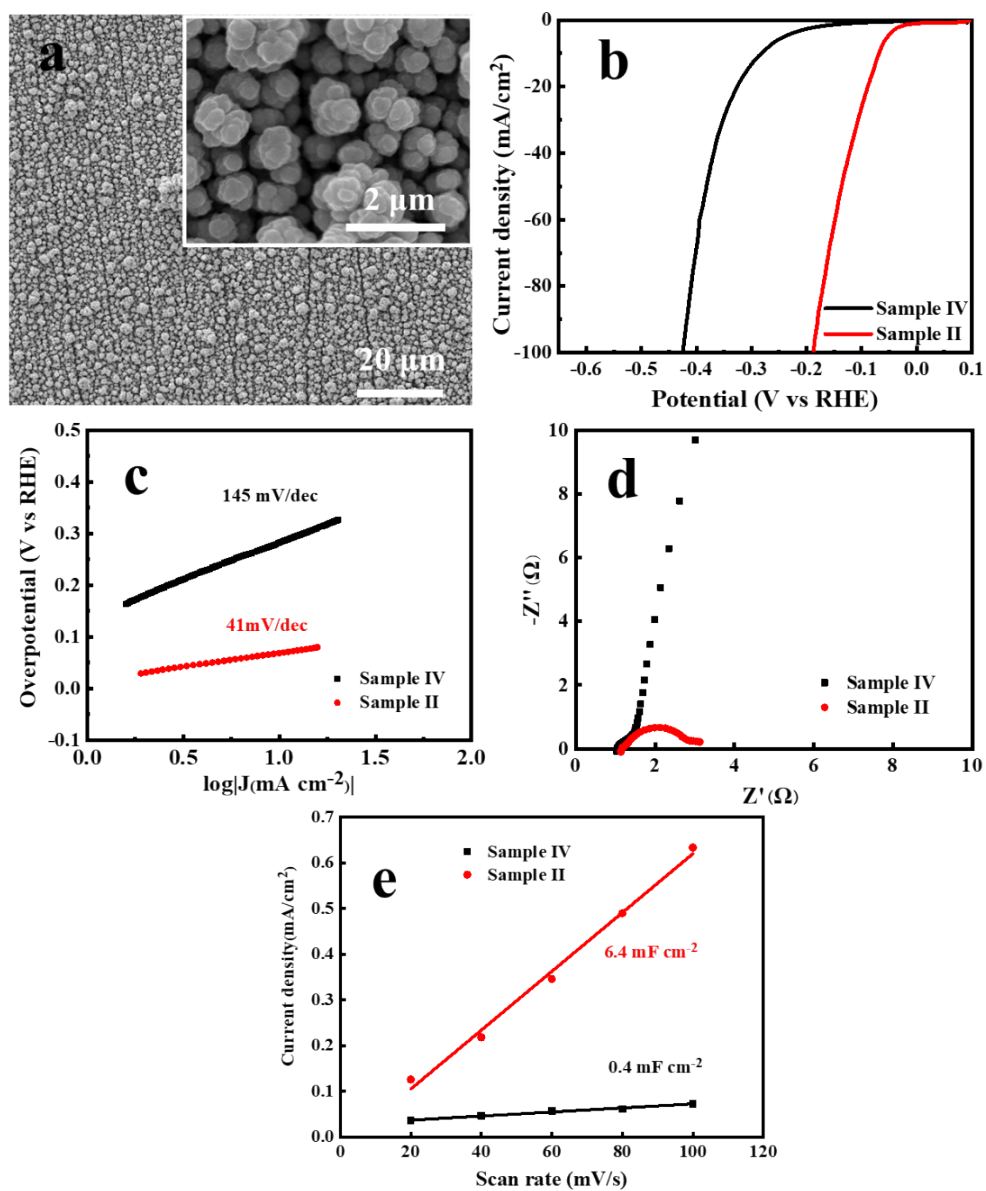 a
2 μm
20 μm
b
Current density (mA/cm²)
0
-20
-40
-60
-80
-100
Sample IV
Sample II
-0.6 -0.5 -0.4 -0.3 -0.2 -0.1 0.0 0.1
Potential (V vs RHE)
c
Overpotential (V vs RHE)
0.5
0.4
0.3
0.2
0.1
0.0
-0.1
145 mV/dec
41mV/dec
Sample IV
Sample II
0.0 0.5 1.0 1.5 2.0
log|J(mA cm⁻²)|
d
-Z''(Ω)
10
8
6
4
2
0
Sample IV
Sample II
0 2 4 6 8 10
Z'(Ω)
e
Current density(mA/cm²)
0.7
0.6
0.5
0.4
0.3
0.2
0.1
0.0
Sample IV
Sample II
6.4 mF cm⁻²
0.4 mF cm⁻²
0 20 40 60 80 100 120
Scan rate (mV/s)